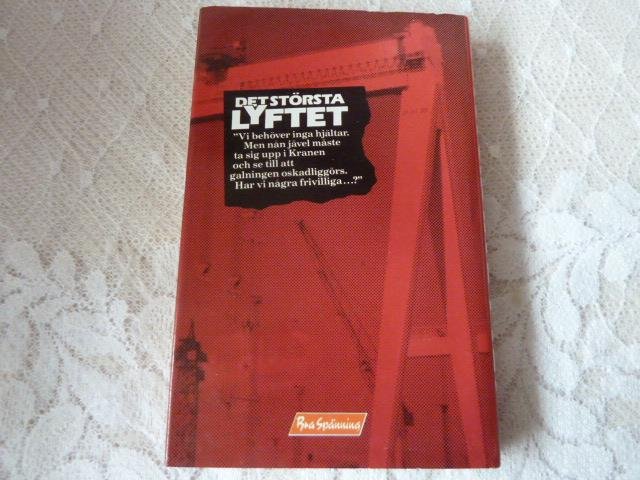 DET STÖRSTA
LYFTET
"Vi behöver inga hjältar.
Men nån jävel måste
ta sig upp i Kranen
och se till att
galningen oskadliggörs.
Har vi några frivilliga...?"
Bra Spänning